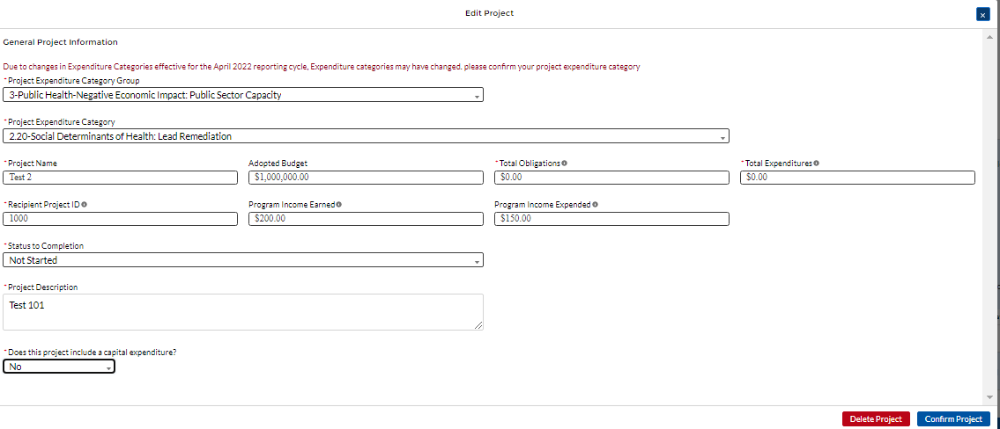 Edit Project
x
General Project Information
Due to changes in Expenditure Categories effective for the April 2022 reporting cycle, Expenditure categories may have changed. please confirm your project expenditure category
*Project Expenditure Category Group
3-Public Health-Negative Economic Impact: Public Sector Capacity
*Project Expenditure Category
2.20-Social Determinants of Health: Lead Remediation
*Project Name Adopted Budget *Total Obligations *Total Expenditures
Test 2 $1,000,000.00 $0.00 $0.00
*Recipient Project ID Program Income Earned Program Income Expended
1000 $200.00 $150.00
*Status to Completion
Not Started
*Project Description
Test 101
*Does this project include a capital expenditure?
No
Delete Project Confirm Project